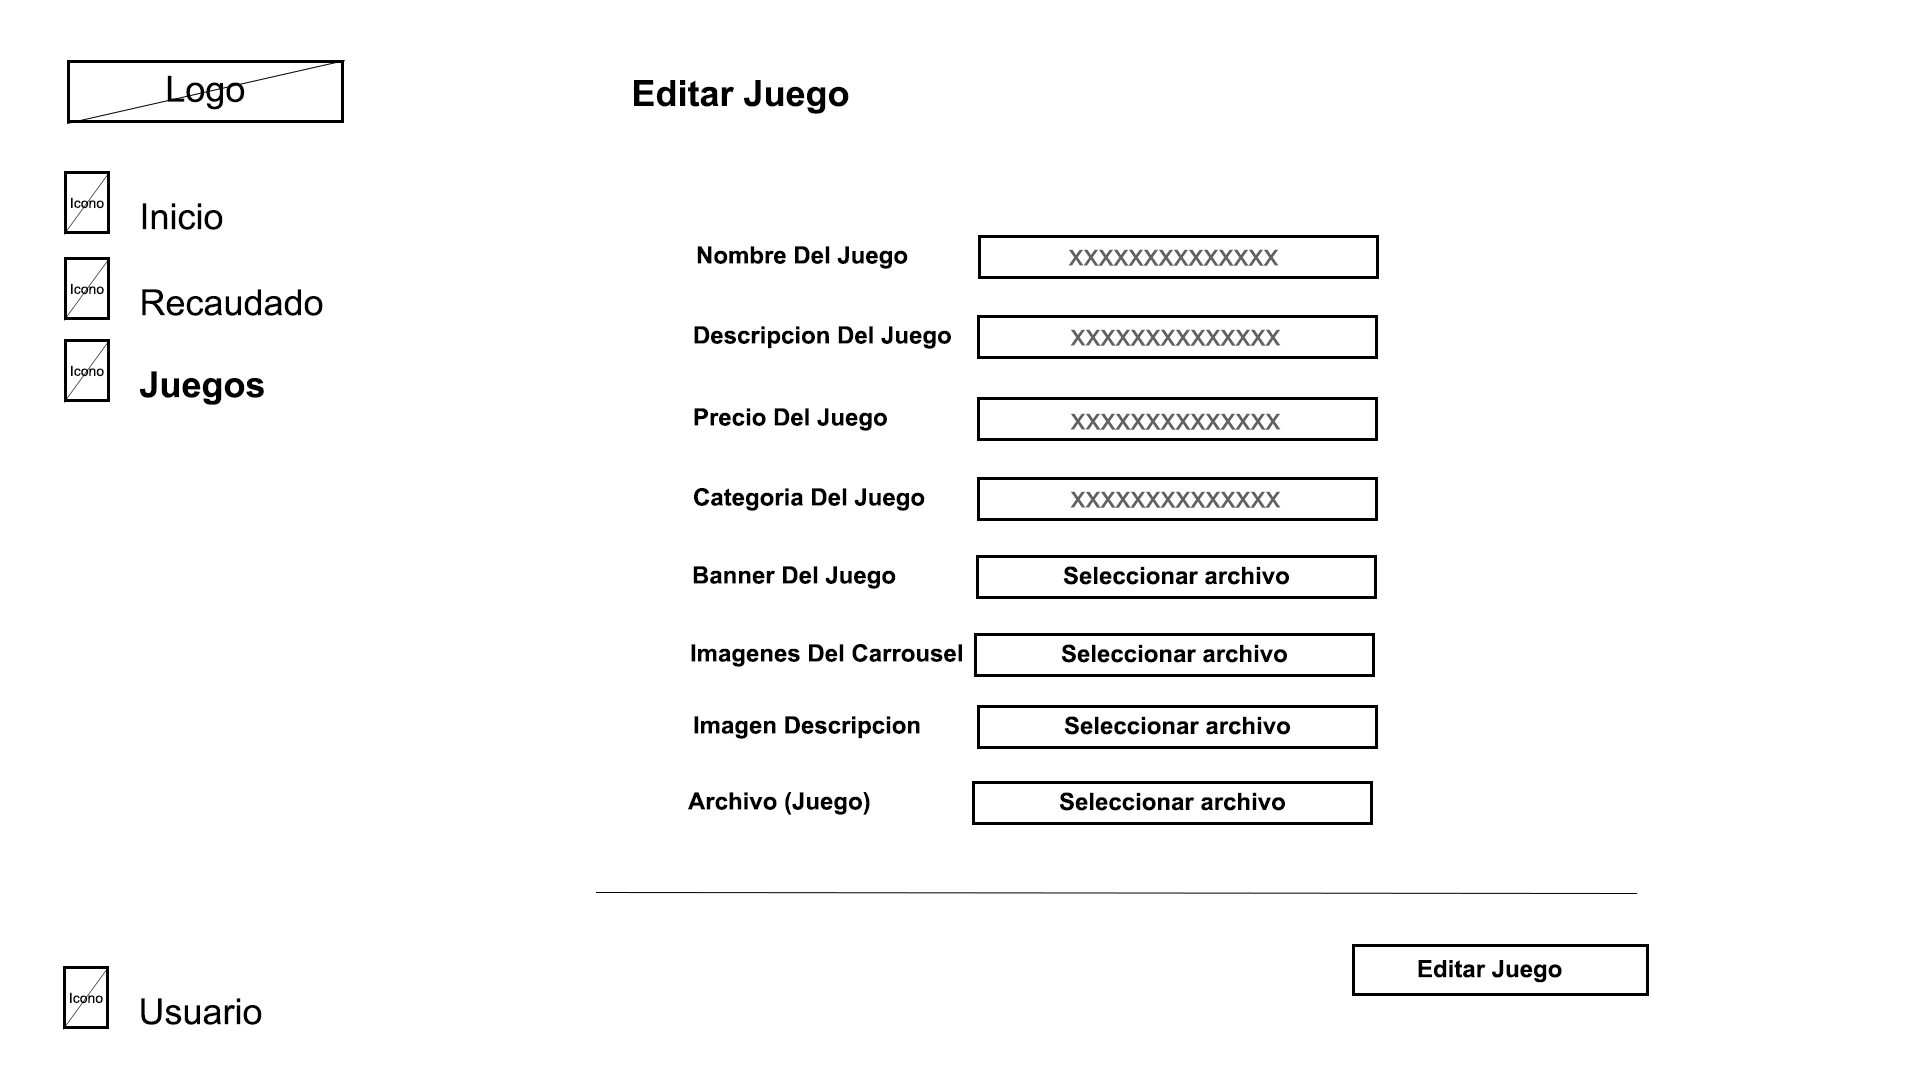 Logo
Editar Juego
Icono
Inicio
Icono
Recaudado
Icono
Juegos
Nombre Del Juego
XXXXXXXXXXXXXX
Descripcion Del Juego
XXXXXXXXXXXXXX
Precio Del Juego
XXXXXXXXXXXXXX
Categoria Del Juego
XXXXXXXXXXXXXX
Banner Del Juego
Seleccionar archivo
Imagenes Del Carrousel
Seleccionar archivo
Imagen Descripcion
Seleccionar archivo
Archivo (Juego)
Seleccionar archivo
Editar Juego
Icono
Usuario